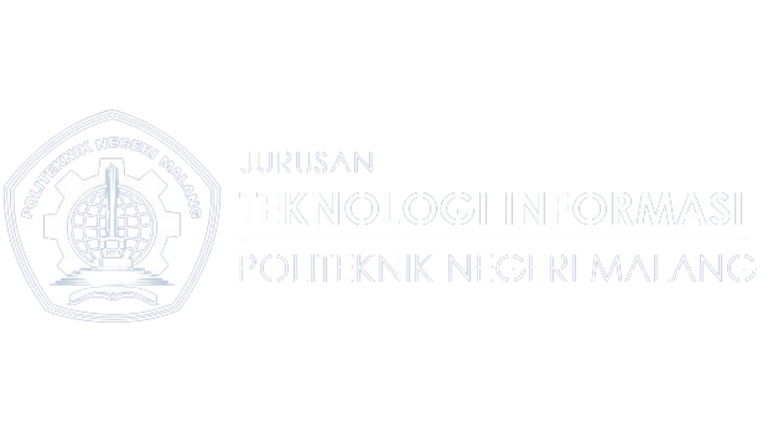 POLITEKNIK NEGERI MALANG
JURUSAN
TEKNOLOGI INFORMASI
POLITEKNIK NEGERI MALANG